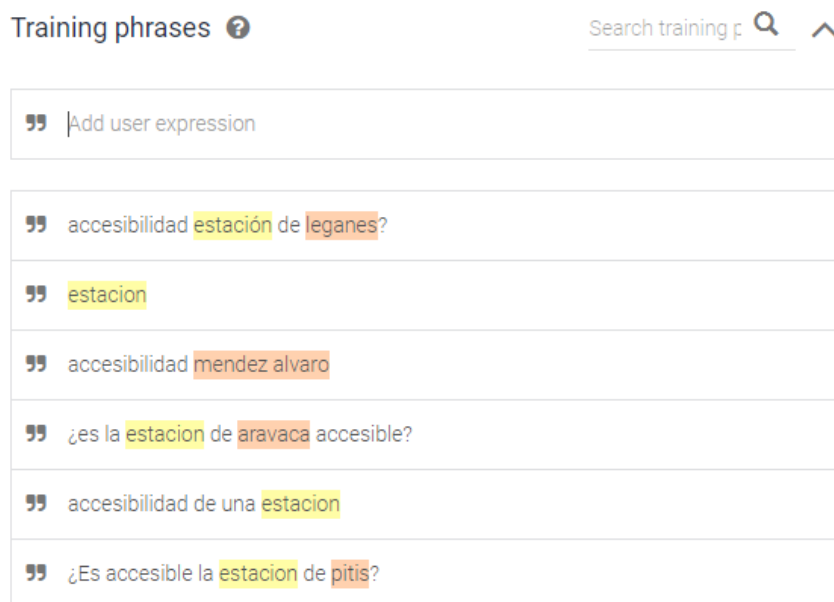 Training phrases
Search training p
Add user expression
accesibilidad estación de leganes?
estacion
accesibilidad mendez alvaro
¿es la estacion de aravaca accesible?
accesibilidad de una estacion
¿Es accesible la estacion de pitis?